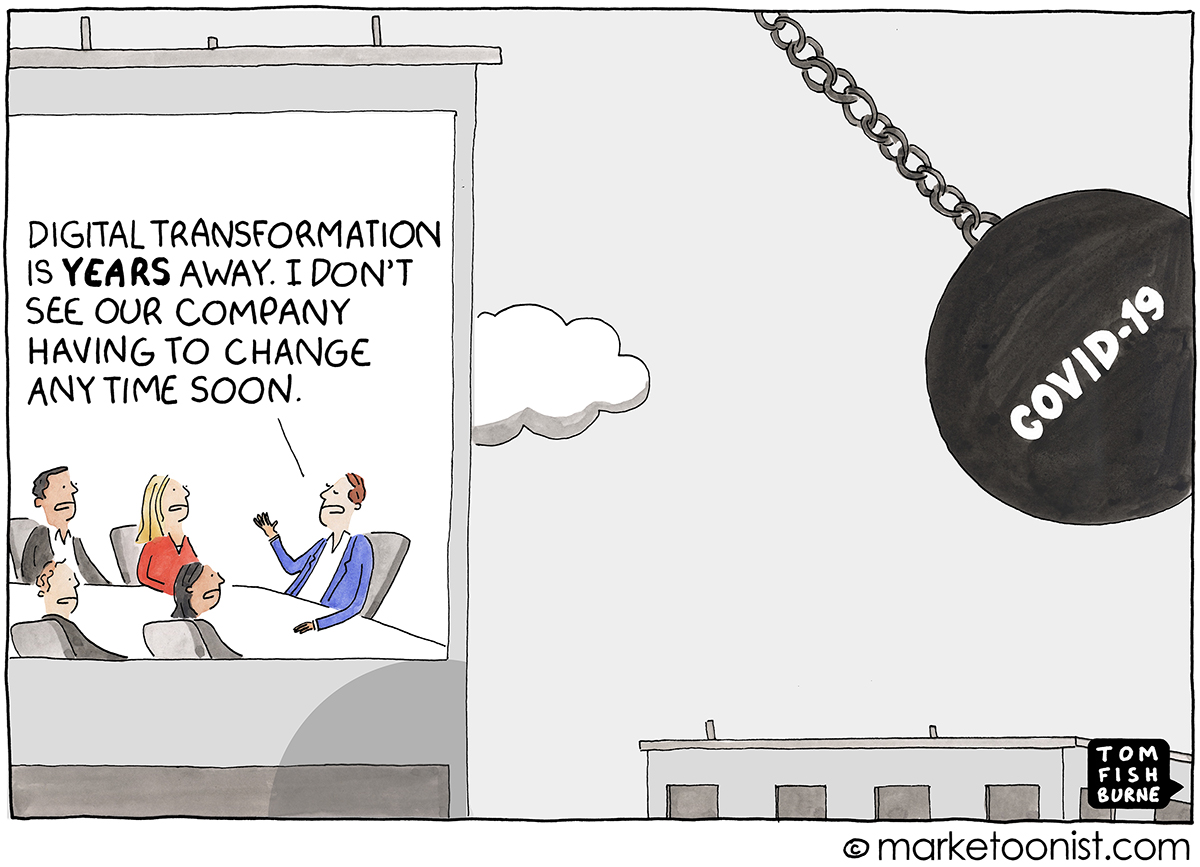 DIGITAL TRANSFORMATION
IS YEARS AWAY. I DON'T
SEE OUR COMPANY
HAVING TO CHANGE
ANY TIME SOON.
COVID-19
TOM
FISH
BURNE
© marketoonist.com